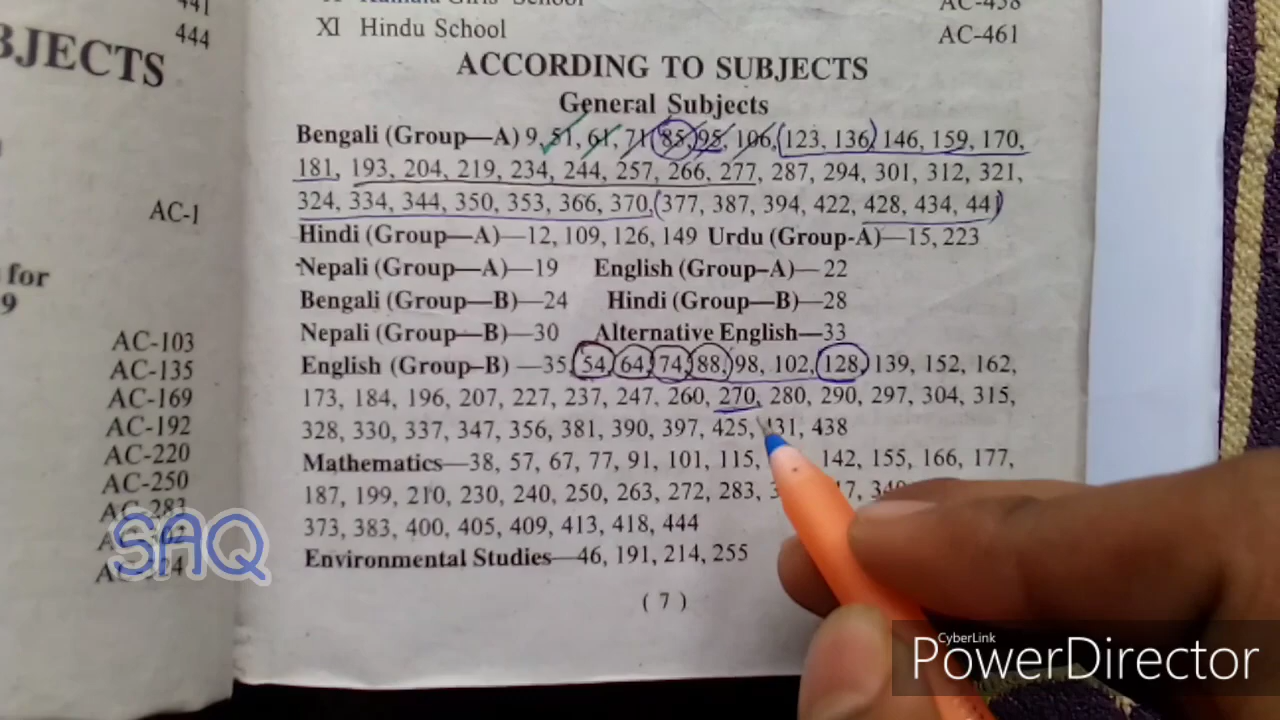 441
444
BJECTS
AC-1
for
9
AC-103
AC-135
AC-169
AC-192
AC-220
AC-250
AC-283
Hindu School AC-461
XI
AC-458
ACCORDING TO SUBJECTS
General Subjects
Bengali (Group—A) 9, 51, 61, 71, 85, 95, 106, (123, 136) 146, 159, 170,
181, 193, 204, 219, 234, 244, 257, 266, 277, 287, 294, 301, 312, 321,
324, 334, 344, 350, 353, 366, 370, (377, 387, 394, 422, 428, 434, 441)
Hindi (Group—A)—12, 109, 126, 149 Urdu (Group-A)—15, 223
Nepali (Group—A)—19 English (Group–A)—22
Bengali (Group—B)—24 Hindi (Group—B)—28
Nepali (Group—B)—30 Alternative English—33
English (Group–B)—35, 54, 64, 74, 88, 98, 102, 128, 139, 152, 162,
173, 184, 196, 207, 227, 237, 247, 260, 270, 280, 290, 297, 304, 315,
328, 330, 337, 347, 356, 381, 390, 397, 425, 431, 438
Mathematics—38, 57, 67, 77, 91, 101, 115, 142, 155, 166, 177,
187, 199, 210, 230, 240, 250, 263, 272, 283,
373, 383, 400, 405, 409, 413, 418, 444
Environmental Studies—46, 191, 214, 255
( 7 )
SAQ
CyberLink
PowerDirector